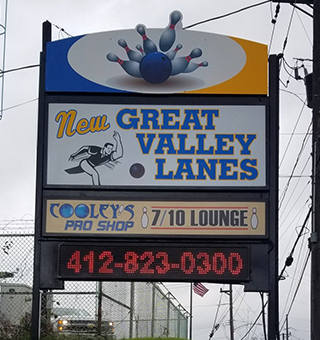 New GREAT
VALLEY
LANES
COOLEY'S
PRO SHOP
7/10 LOUNGE
412-823-0300